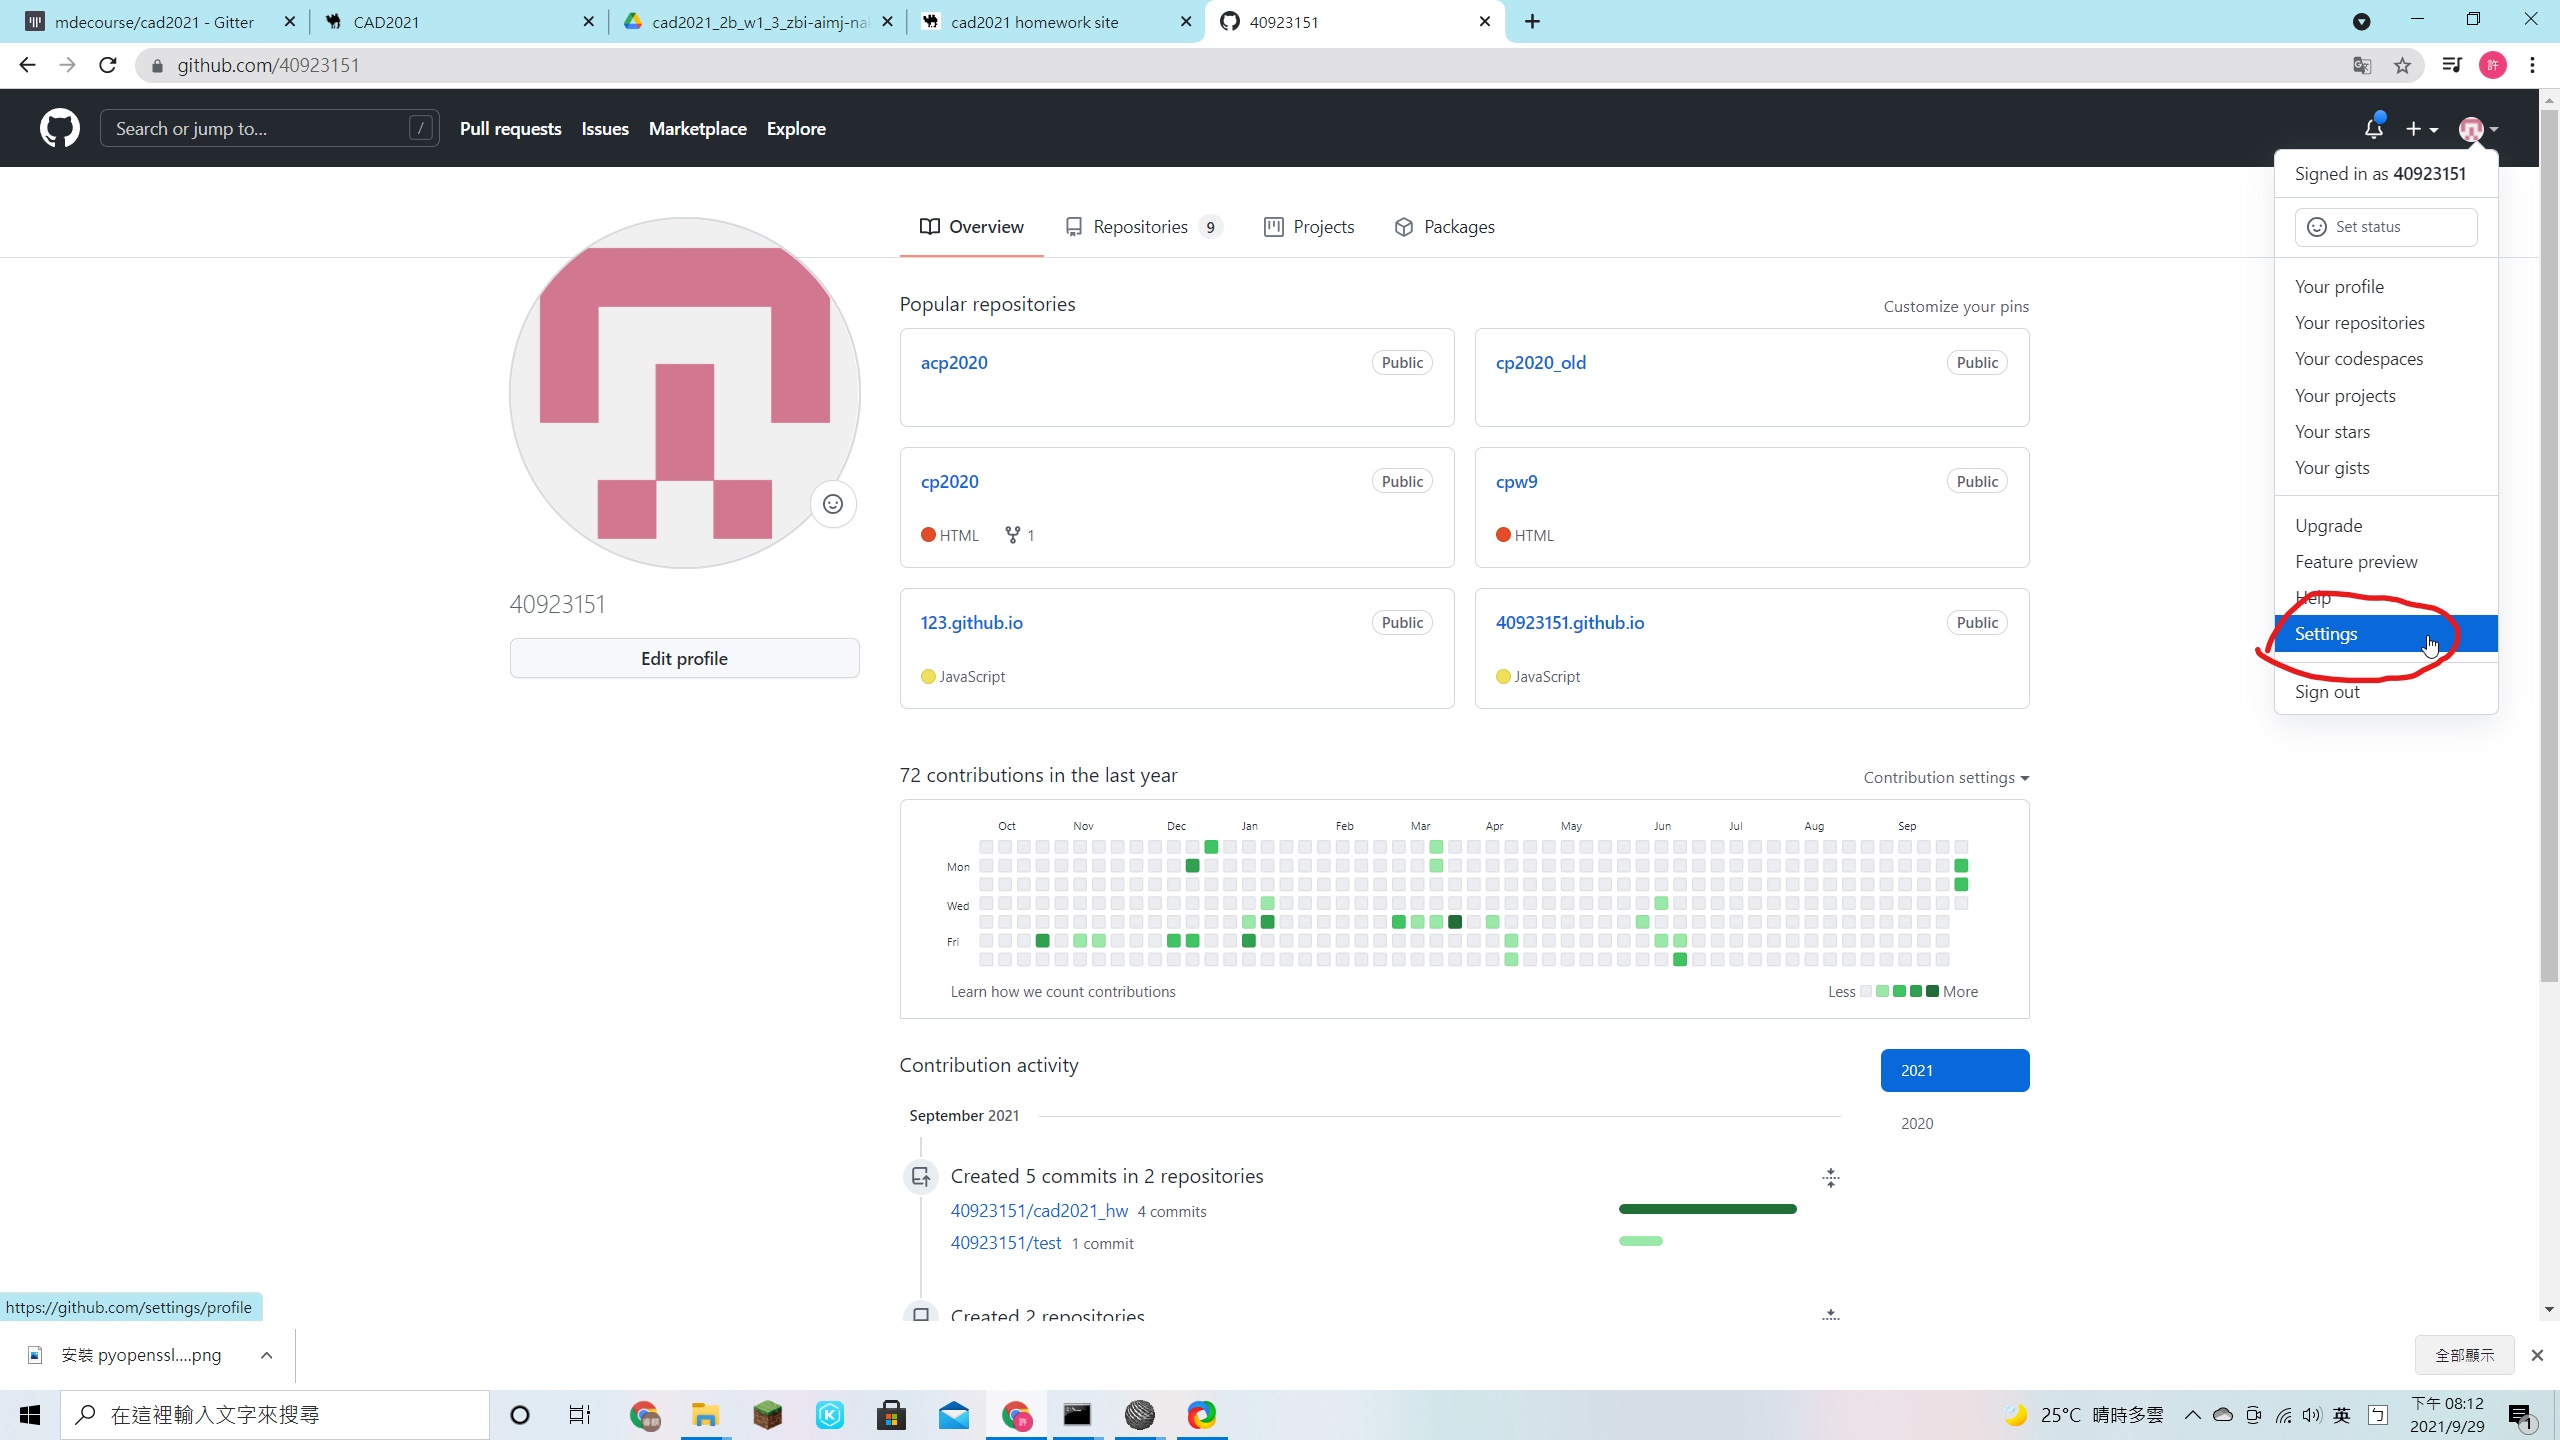 mdecourse/cad2021 - Gitter
CAD2021
cad2021_2b_w1_3_zbi-aimj-na
cad2021 homework site
40923151
github.com/40923151
許
Search or jump to...
/
Pull requests Issues Marketplace Explore
Signed in as 40923151
Set status
Your profile
Your repositories
Your codespaces
Your projects
Your stars
Your gists
Upgrade
Feature preview
Help
Settings
Sign out
Overview
Repositories 9
Projects
Packages
40923151
Edit profile
Popular repositories
Customize your pins
acp2020 Public
cp2020_old Public
cp2020 Public
HTML 1
cpw9 Public
HTML
123.github.io Public
JavaScript
40923151.github.io Public
JavaScript
72 contributions in the last year
Contribution settings
Oct Nov Dec Jan Feb Mar Apr May Jun Jul Aug Sep
Mon
Wed
Fri
Learn how we count contributions
Less More
Contribution activity
2021
2020
September 2021
Created 5 commits in 2 repositories
40923151/cad2021_hw 4 commits
40923151/test 1 commit
Created 2 repositories
https://github.com/settings/profile
安裝 pyopenssl....png
全部顯示
在這裡輸入文字來搜尋
25°C 晴時多雲
英
ㄅ
下午 08:12
2021/9/29
1